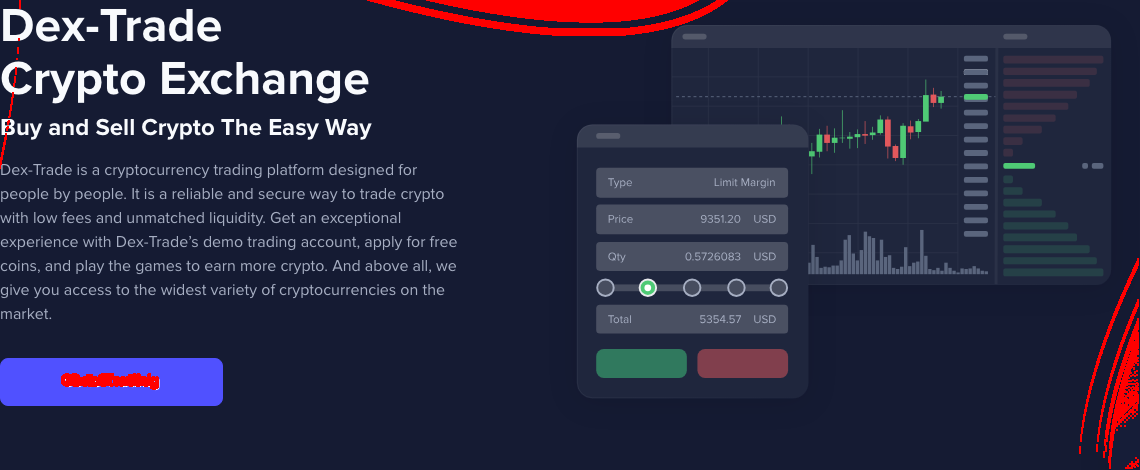 Dex-Trade
Crypto Exchange
Buy and Sell Crypto The Easy Way
Dex-Trade is a cryptocurrency trading platform designed for
people by people. It is a reliable and secure way to trade crypto
with low fees and unmatched liquidity. Get an exceptional
experience with Dex-Trade’s demo trading account, apply for free
coins, and play the games to earn more crypto. And above all, we
give you access to the widest variety of cryptocurrencies on the
market.
Type Limit Margin
Price 9351.20 USD
Qty 0.5726083 USD
Total 5354.57 USD